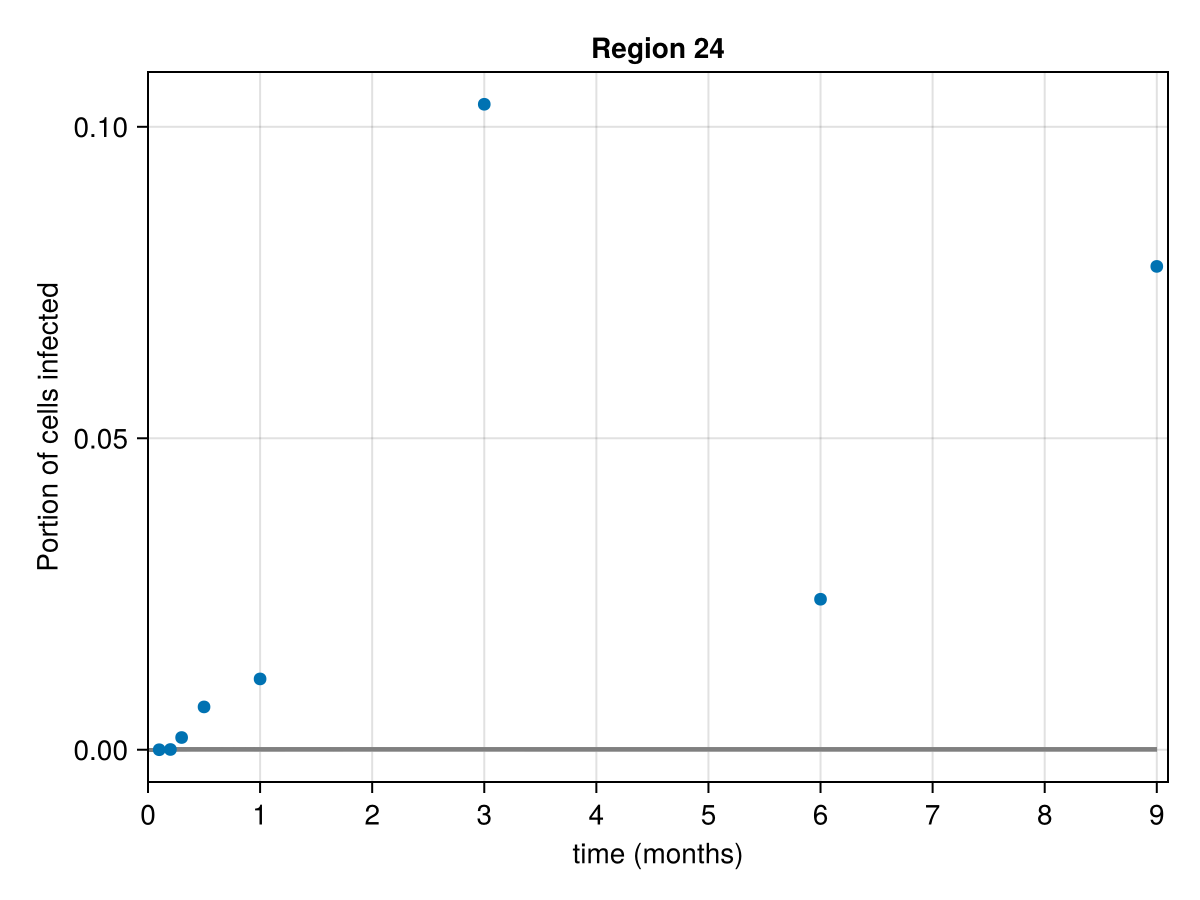 Region 24
0.10
0.05
0.00
Portion of cells infected
0 1 2 3 4 5 6 7 8 9
time (months)